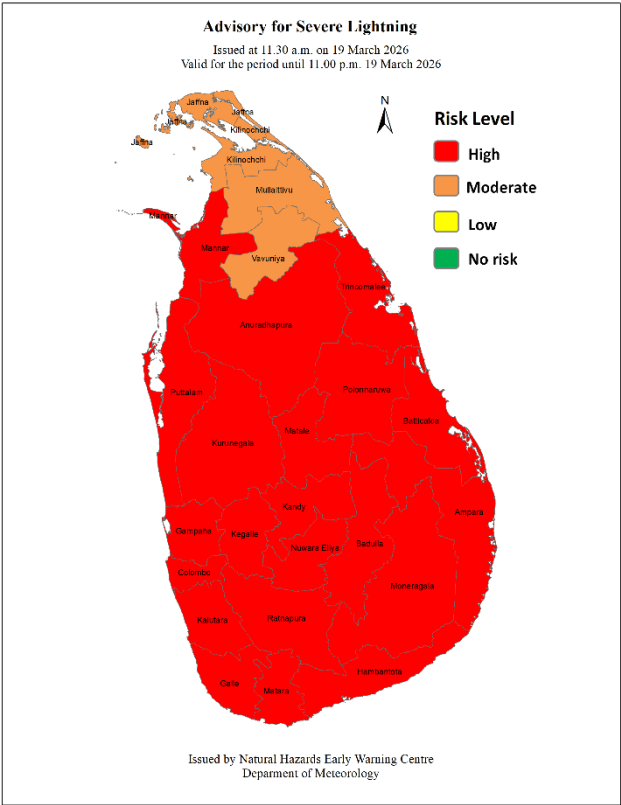 Advisory for Severe Lightning
Issued at 11.30 a.m. on 19 March 2026
Valid for the period until 11.00 p.m. 19 March 2026
N
Risk Level
High
Moderate
Low
No risk
Jaffna
Jaffna
Jaffna
Kilinochchi
Jaffna
Kilinochchi
Mullaittivu
Mannar
Mannar
Vavuniya
Trincomalee
Anuradhapura
Puttalam
Polonnaruwa
Batticaloa
Matale
Kurunegala
Kandy
Ampara
Gampaha
Kegalle
Nuwara Eliya
Badulla
Colombo
Moneragala
Kalutara
Ratnapura
Hambantota
Galle
Matara
Issued by Natural Hazards Early Warning Centre
Deparment of Meteorology